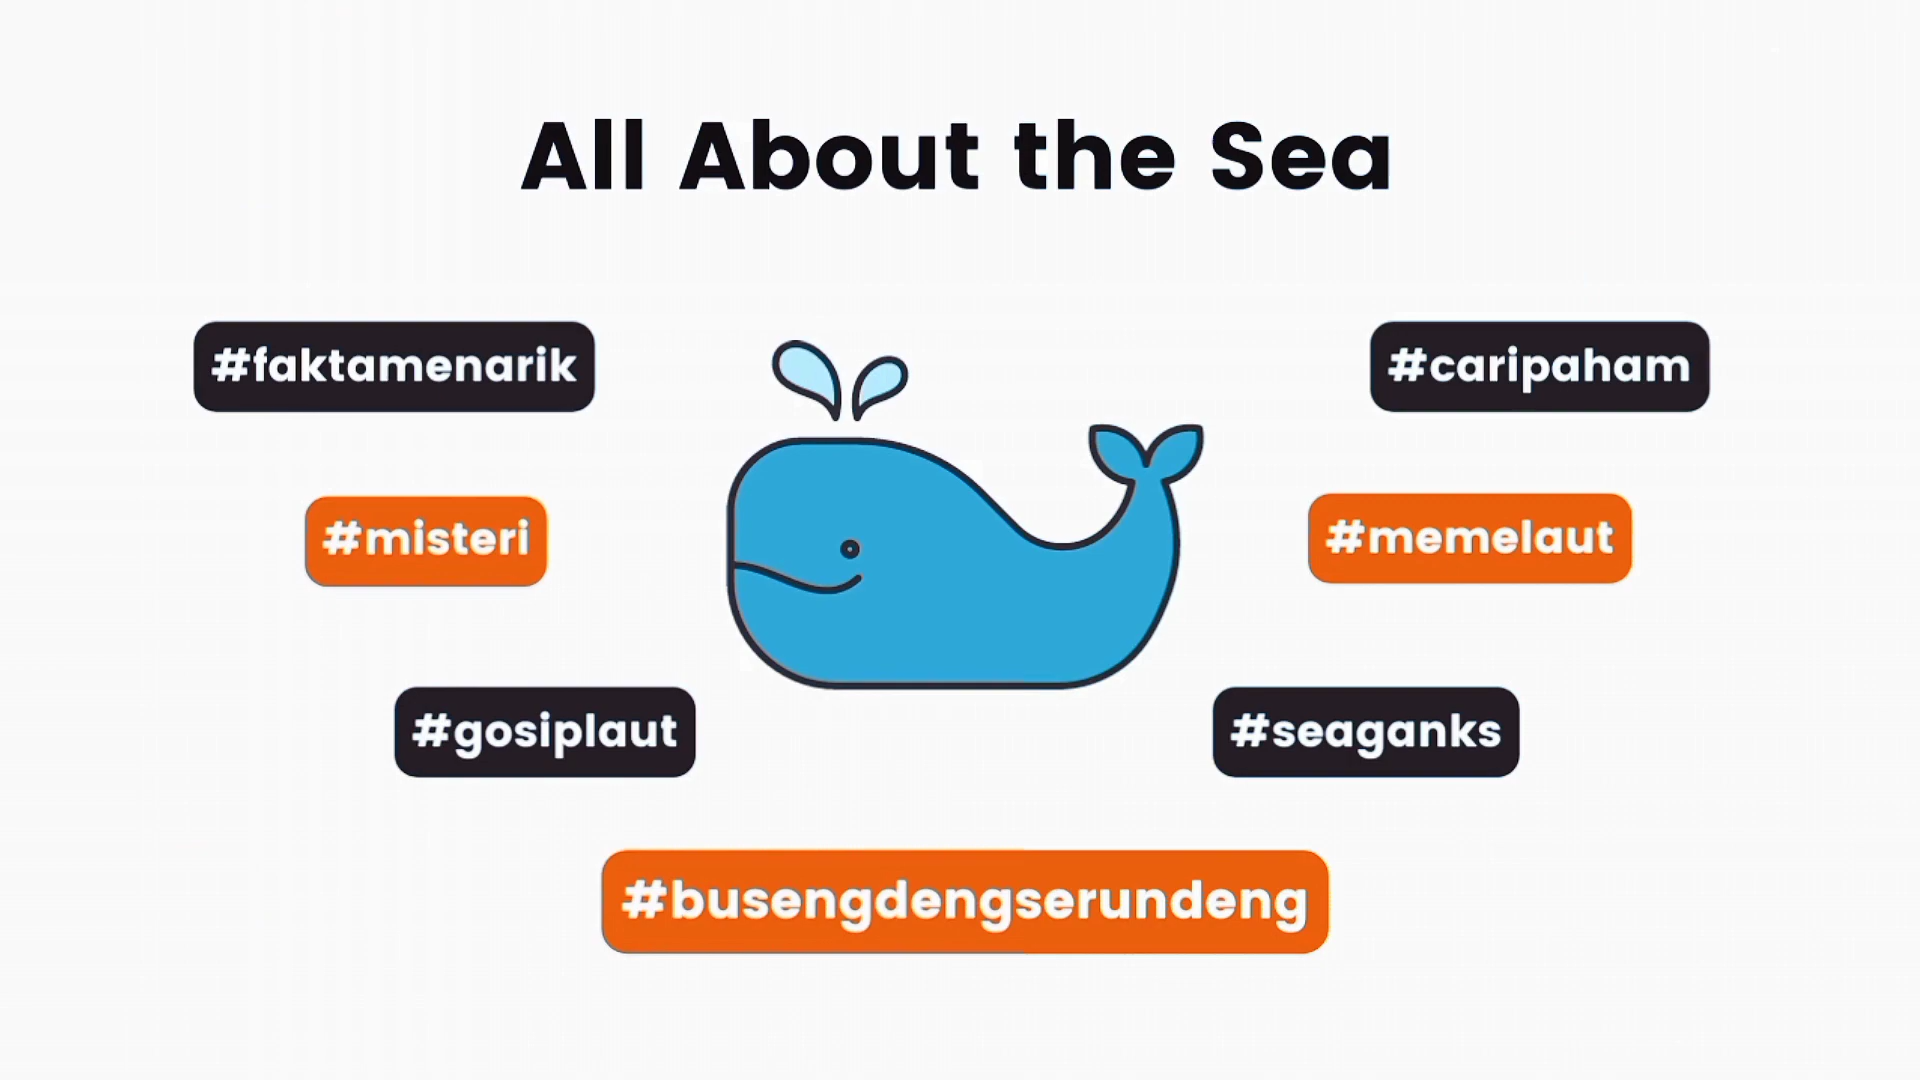 All About the Sea
#faktamenarik
#caripaham
#misteri
#memelaut
#gosiplaut
#seaganks
#busengdengserundeng